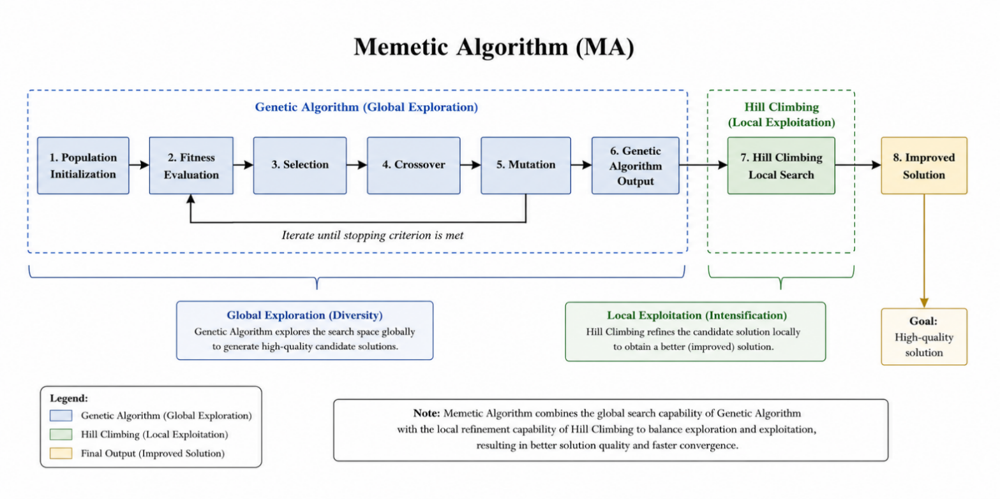 Memetic Algorithm (MA)
Genetic Algorithm (Global Exploration)
1. Population
Initialization
2. Fitness
Evaluation
3. Selection
4. Crossover
5. Mutation
6. Genetic
Algorithm
Output
Iterate until stopping criterion is met
Hill Climbing
(Local Exploitation)
7. Hill Climbing
Local Search
8. Improved
Solution
Global Exploration (Diversity)
Genetic Algorithm explores the search space globally
to generate high-quality candidate solutions.
Local Exploitation (Intensification)
Hill Climbing refines the candidate solution locally
to obtain a better (improved) solution.
Goal:
High-quality
solution
Legend:
Genetic Algorithm (Global Exploration)
Hill Climbing (Local Exploitation)
Final Output (Improved Solution)
Note: Memetic Algorithm combines the global search capability of Genetic Algorithm
with the local refinement capability of Hill Climbing to balance exploration and exploitation,
resulting in better solution quality and faster convergence.